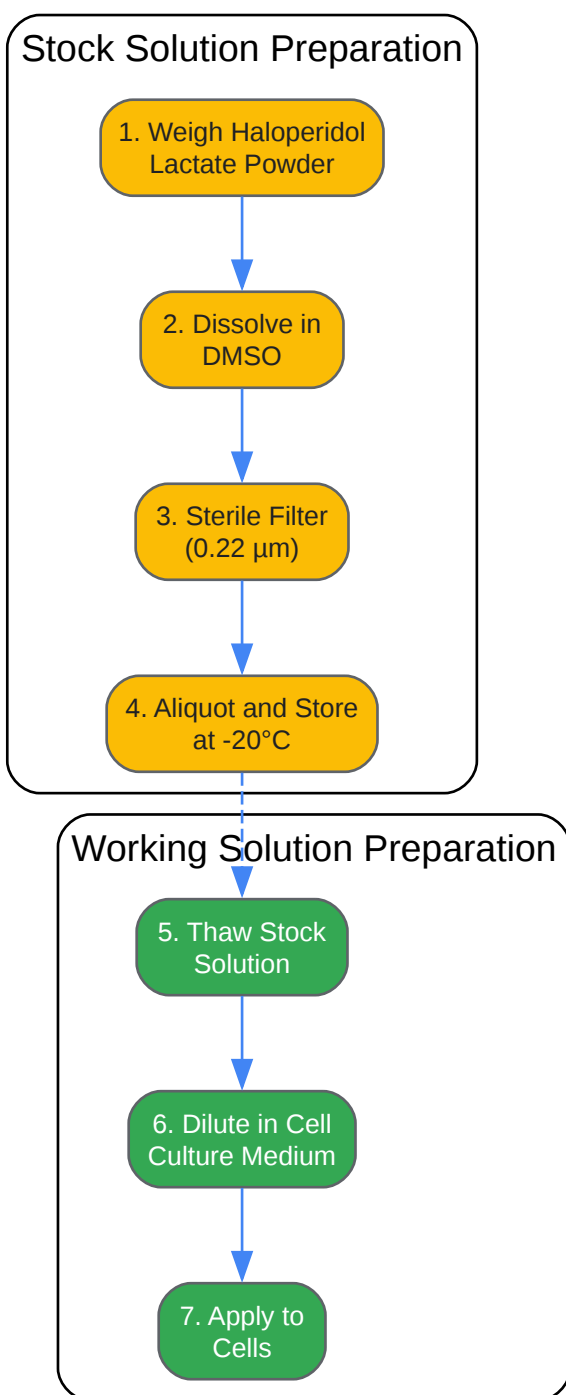 Stock Solution Preparation
1. Weigh Haloperidol
Lactate Powder
2. Dissolve in
DMSO
3. Sterile Filter
(0.22 µm)
4. Aliquot and Store
at -20°C
Working Solution Preparation
5. Thaw Stock
Solution
6. Dilute in Cell
Culture Medium
7. Apply to
Cells